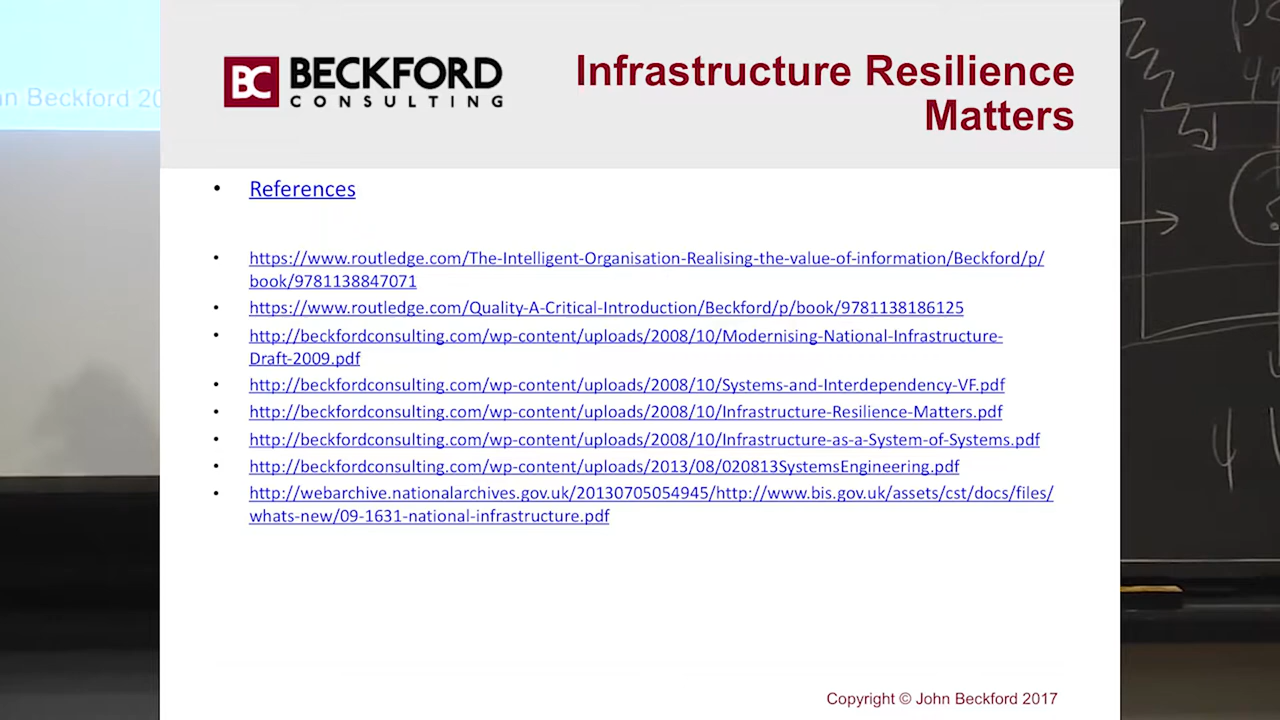 BC BECKFORD
CONSULTING
Infrastructure Resilience
Matters
n Beckford 20
• References
• https://www.routledge.com/The-Intelligent-Organisation-Realising-the-value-of-information/Beckford/p/
book/9781138847071
• https://www.routledge.com/Quality-A-Critical-Introduction/Beckford/p/book/9781138186125
• http://beckfordconsulting.com/wp-content/uploads/2008/10/Modernising-National-Infrastructure-
Draft-2009.pdf
• http://beckfordconsulting.com/wp-content/uploads/2008/10/Systems-and-Interdependency-VF.pdf
• http://beckfordconsulting.com/wp-content/uploads/2008/10/Infrastructure-Resilience-Matters.pdf
• http://beckfordconsulting.com/wp-content/uploads/2008/10/Infrastructure-as-a-System-of-Systems.pdf
• http://beckfordconsulting.com/wp-content/uploads/2013/08/020813SystemsEngineering.pdf
• http://webarchive.nationalarchives.gov.uk/20130705054945/http://www.bis.gov.uk/assets/cst/docs/files/
whats-new/09-1631-national-infrastructure.pdf
Copyright © John Beckford 2017